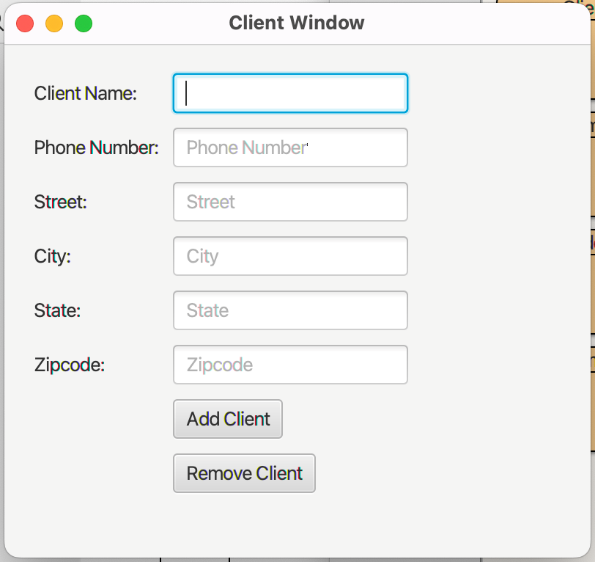 Client Window
Client Name:
Phone Number: Phone Number
Street: Street
City: City
State: State
Zipcode: Zipcode
Add Client
Remove Client